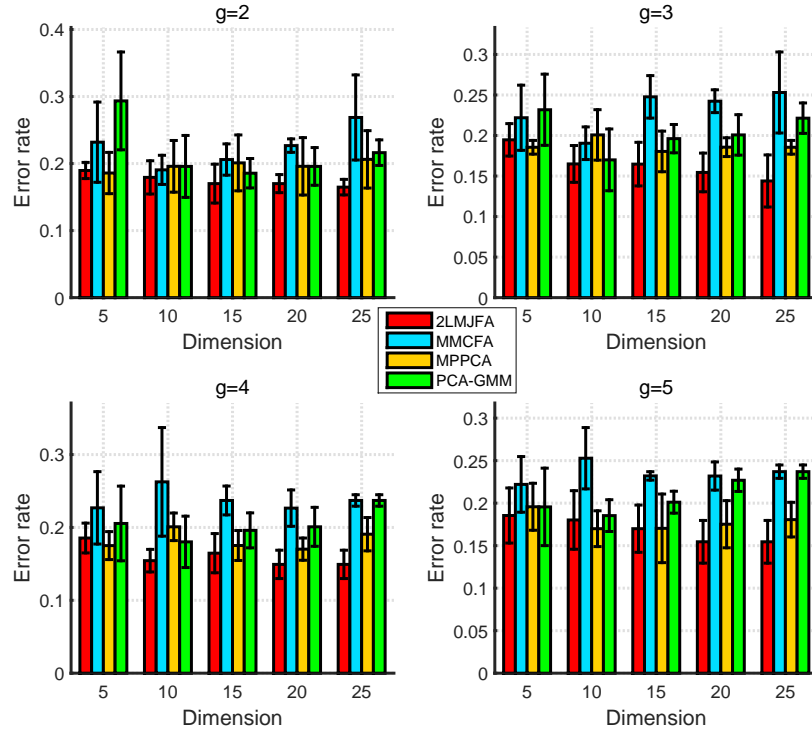 g=2
0.4
0.3
0.2
0.1
0
Error rate
5 10 15 20 25
Dimension
g=3
0.3
0.25
0.2
0.15
0.1
0.05
0
Error rate
5 10 15 20 25
Dimension
2LMJFA
MMCFA
MPPCA
PCA-GMM
g=4
0.3
0.2
0.1
0
Error rate
5 10 15 20 25
Dimension
g=5
0.3
0.25
0.2
0.15
0.1
0.05
0
Error rate
5 10 15 20 25
Dimension